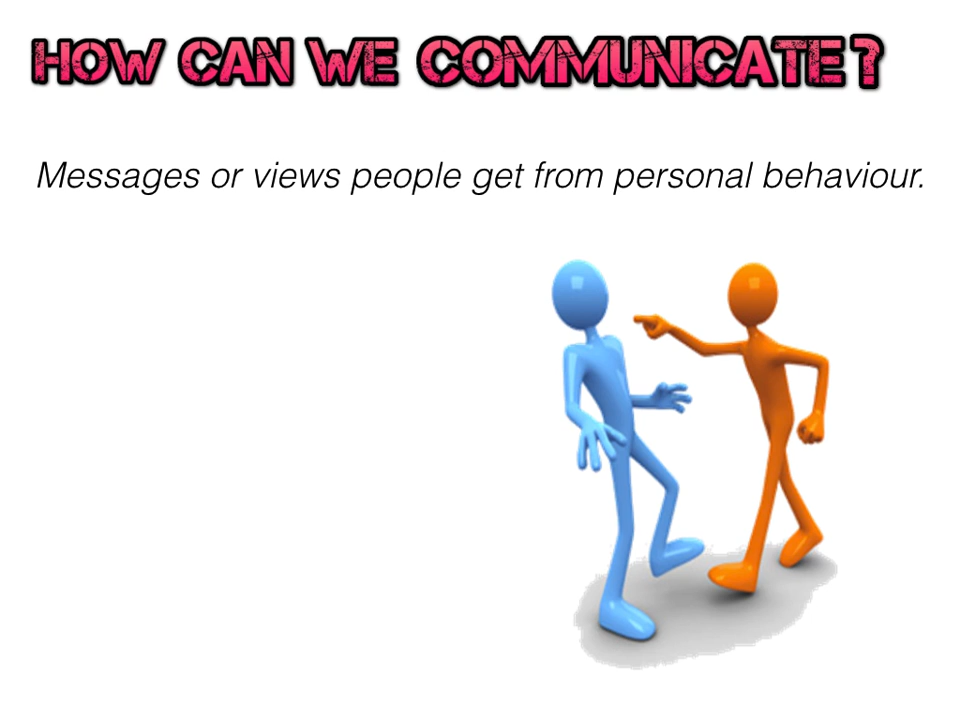 HOW CAN WE COMMUNICATE?
Messages or views people get from personal behaviour.